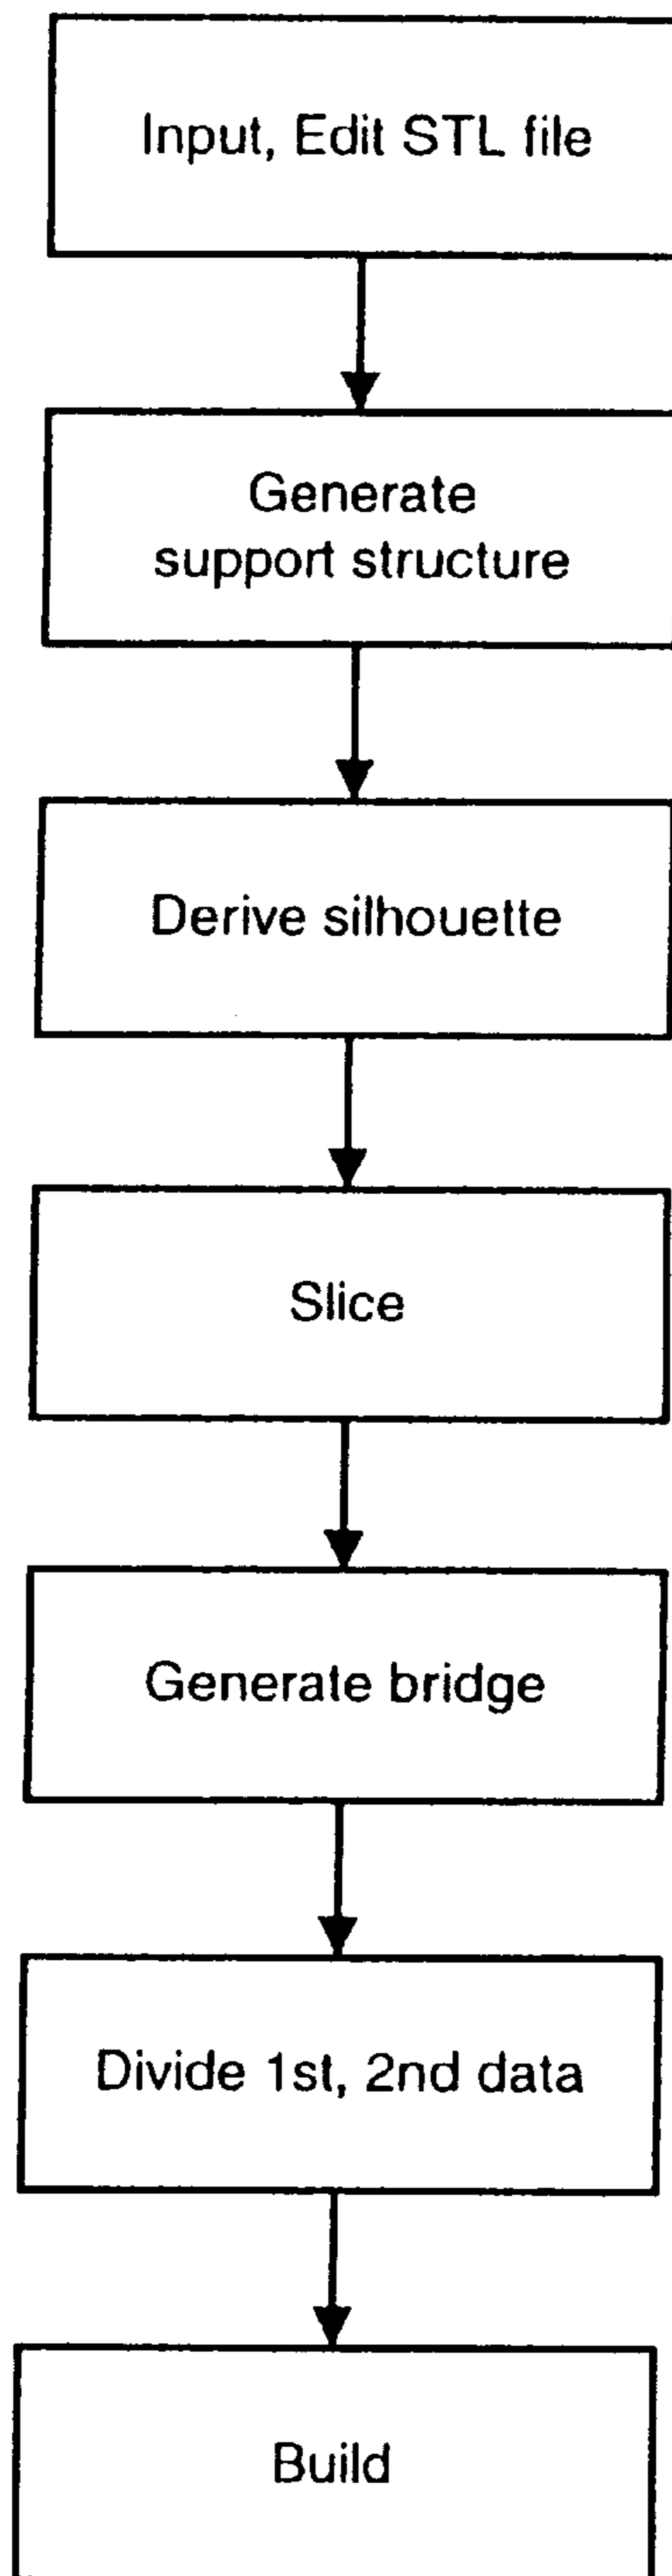 Input, Edit STL file
Generate
support structure
Derive silhouette
Slice
Generate bridge
Divide 1st, 2nd data
Build